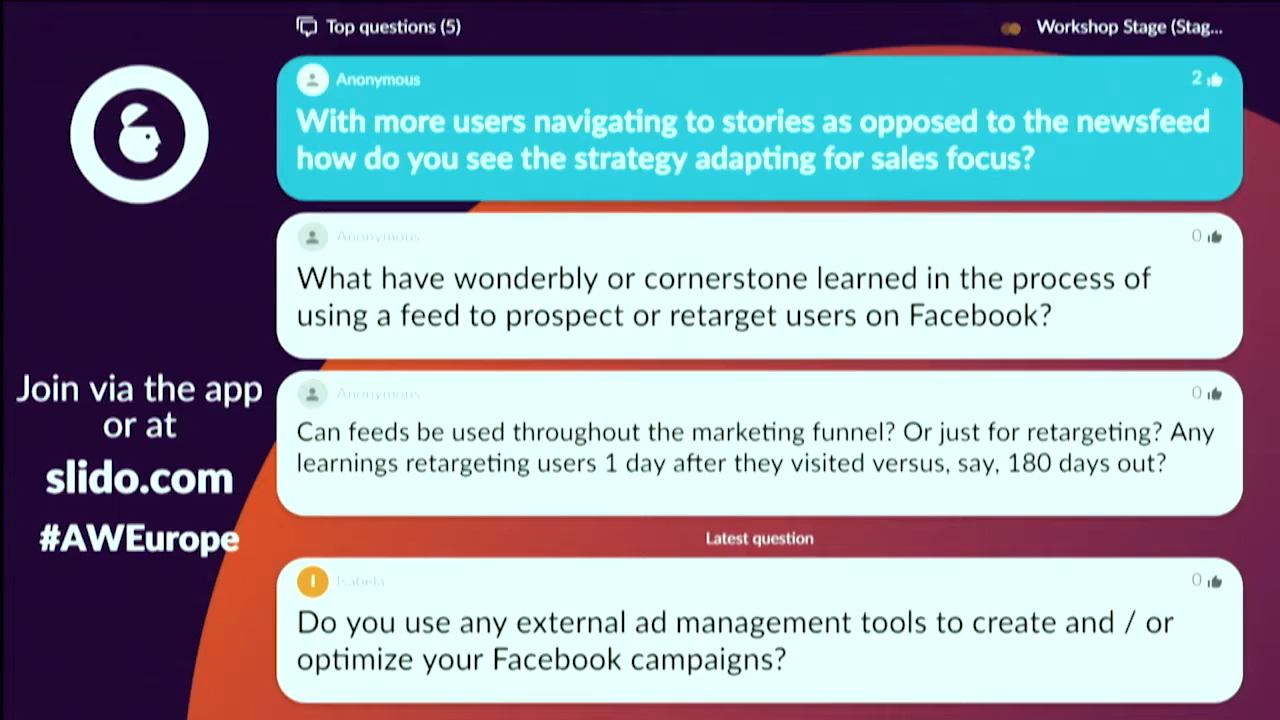 Top questions (5)
Workshop Stage (Stag...
Anonymous
2
With more users navigating to stories as opposed to the newsfeed
how do you see the strategy adapting for sales focus?
Anonymous
0
What have wonderbly or cornerstone learned in the process of
using a feed to prospect or retarget users on Facebook?
Anonymous
0
Can feeds be used throughout the marketing funnel? Or just for retargeting? Any
learnings retargeting users 1 day after they visited versus, say, 180 days out?
Join via the app
or at
slido.com
#AWEurope
Latest question
I
Isabela
0
Do you use any external ad management tools to create and / or
optimize your Facebook campaigns?